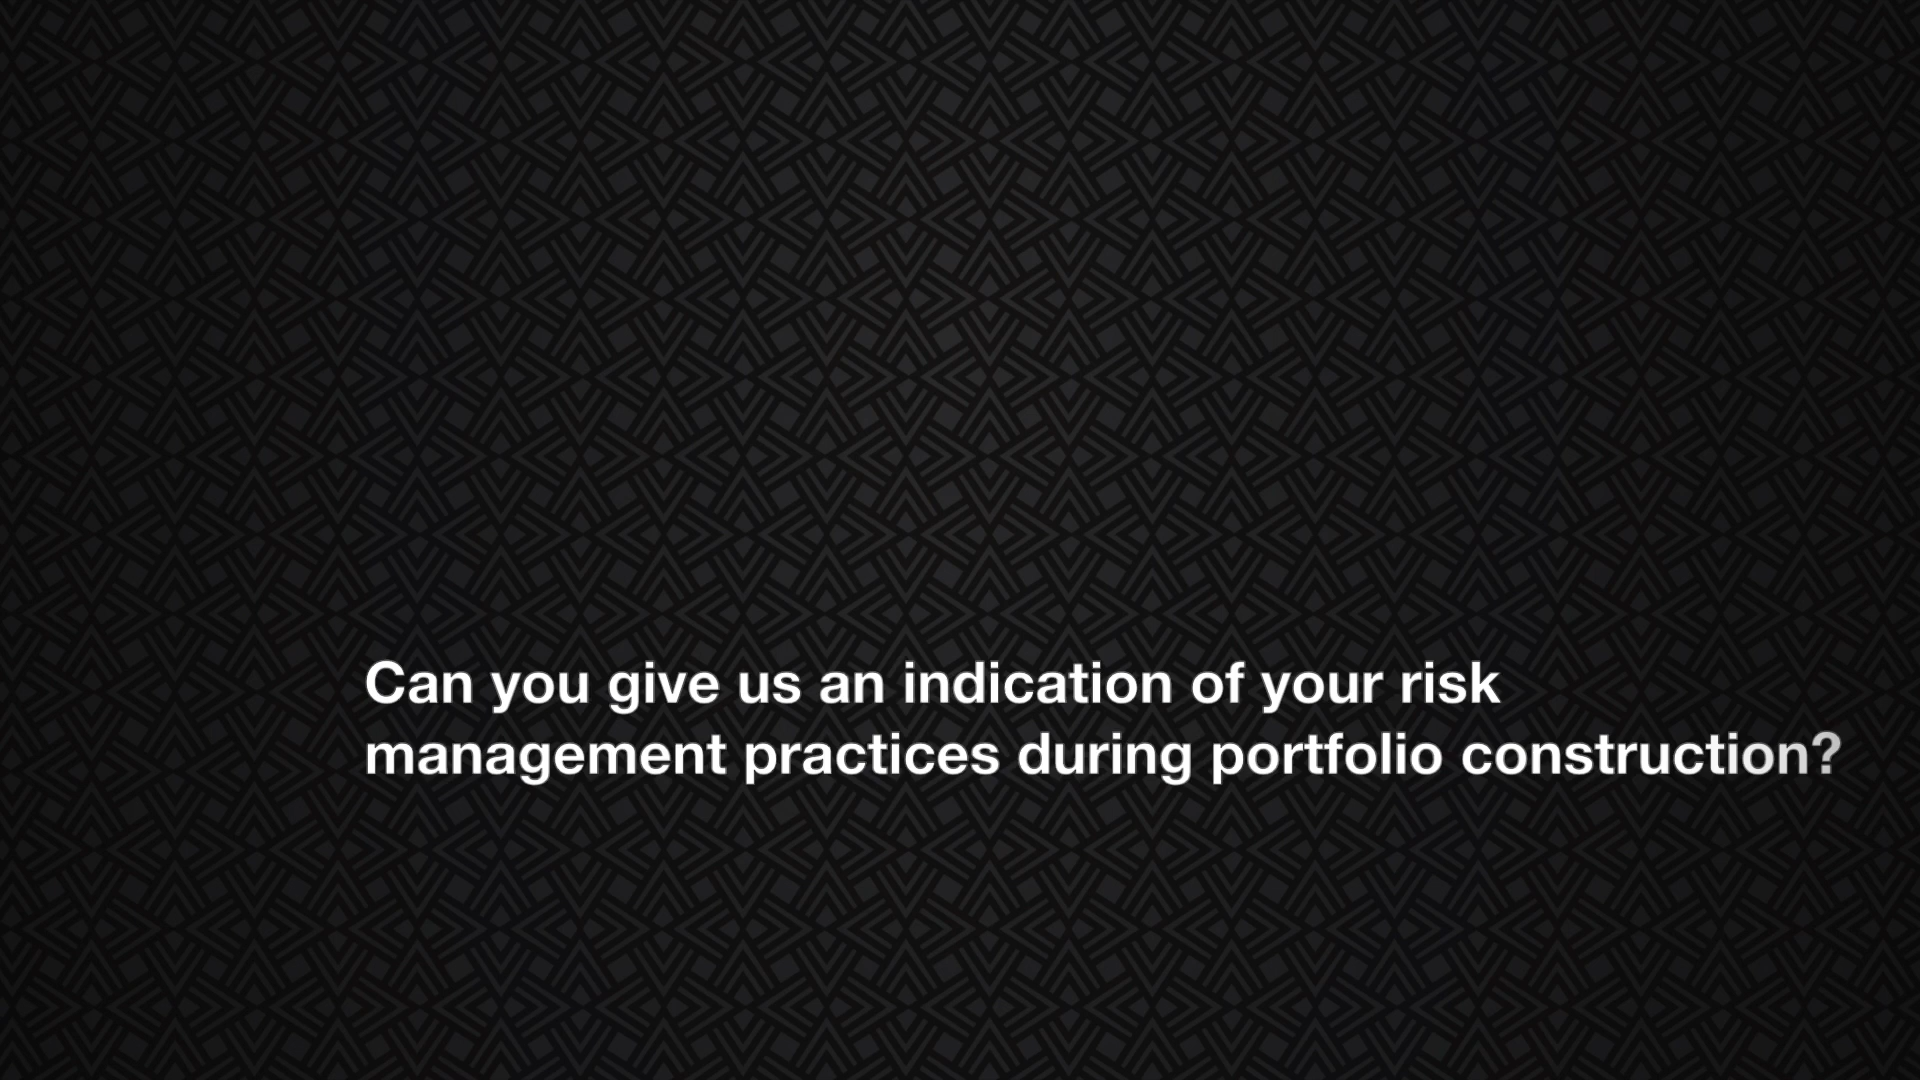 Can you give us an indication of your risk
management practices during portfolio construction?